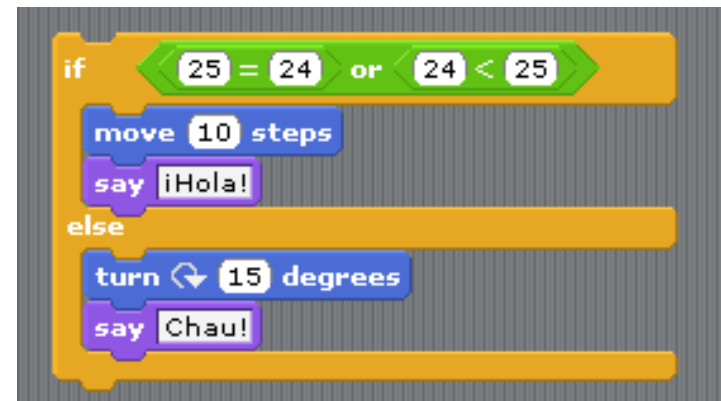 if 25 = 24 or 24 < 25
move 10 steps
say ¡Hola!
else
turn 15 degrees
say Chau!